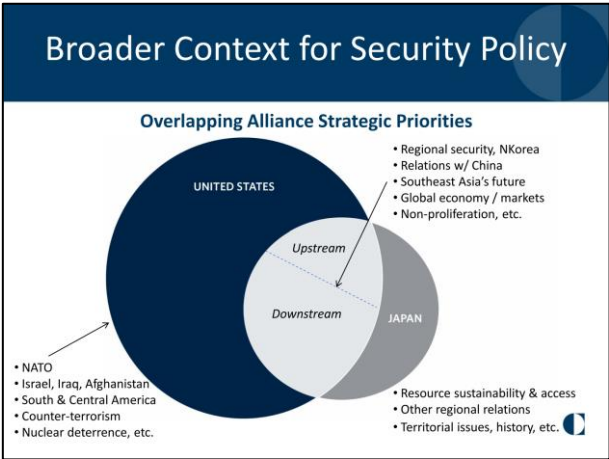 Broader Context for Security Policy
Overlapping Alliance Strategic Priorities
• Regional security, NKorea
• Relations w/ China
• Southeast Asia's future
• Global economy / markets
• Non-proliferation, etc.
UNITED STATES
Upstream
Downstream
JAPAN
• NATO
• Israel, Iraq, Afghanistan
• South & Central America
• Counter-terrorism
• Nuclear deterrence, etc.
• Resource sustainability & access
• Other regional relations
• Territorial issues, history, etc.